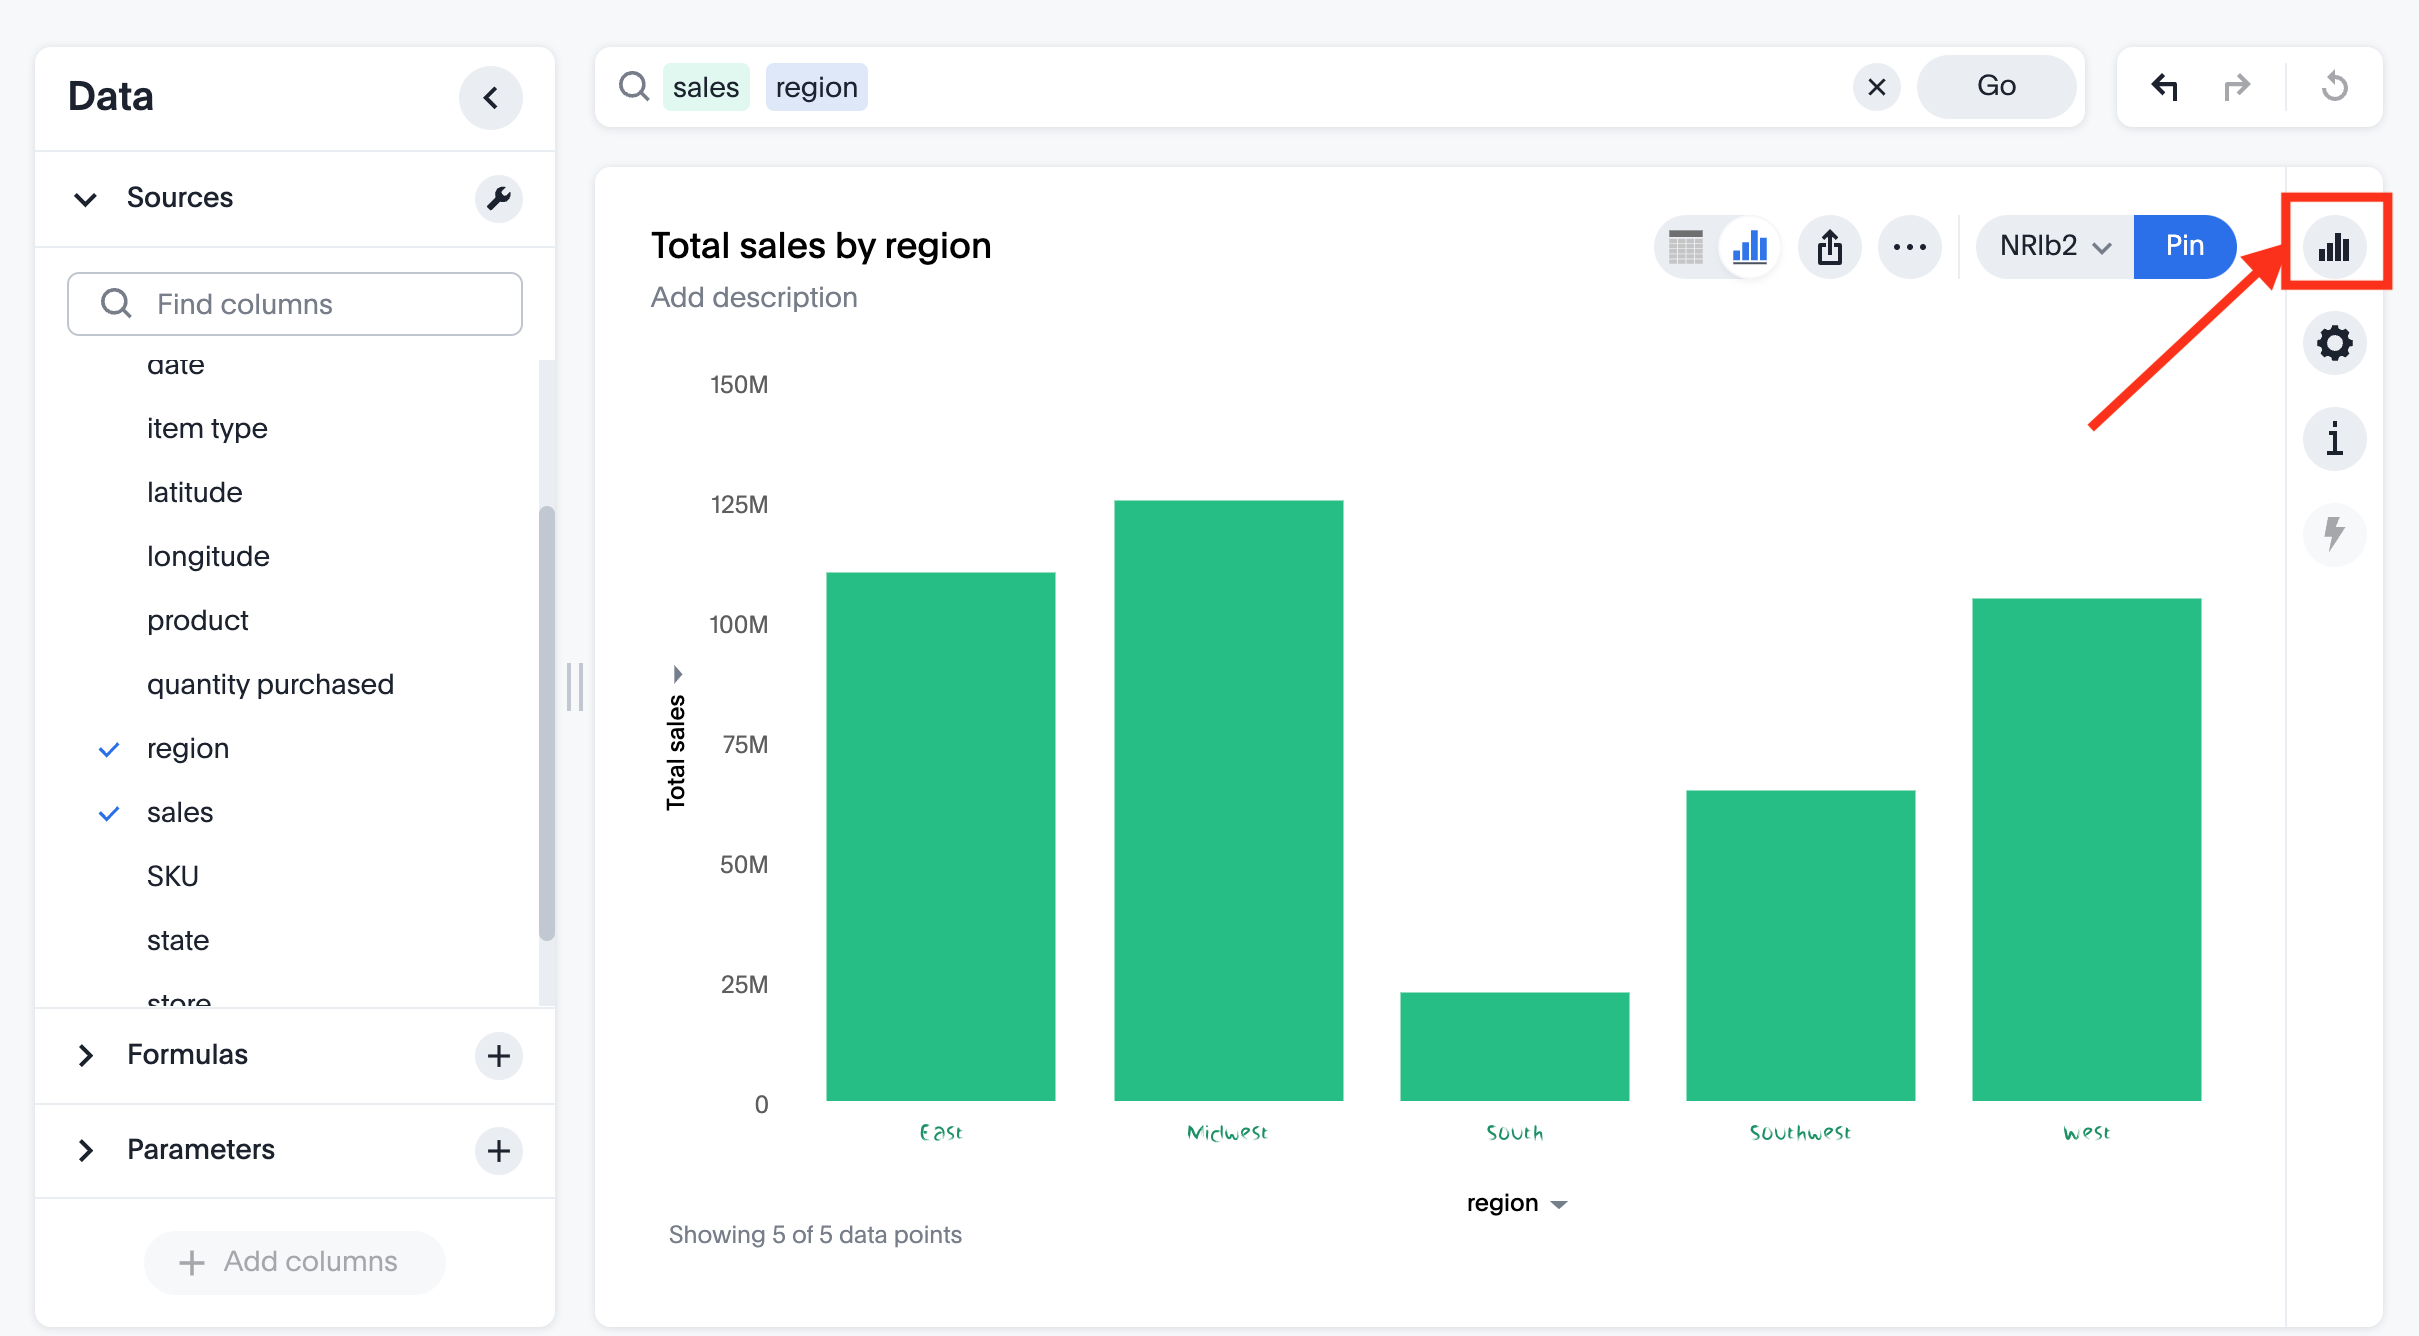 Data
Sources
Find columns
date
item type
latitude
longitude
product
quantity purchased
region
sales
SKU
state
store
Formulas
Parameters
Add columns
sales region
Go
Total sales by region
Add description
NRIb2
Pin
150M
125M
100M
75M
50M
25M
0
Total sales
East Midwest South Southwest West
region
Showing 5 of 5 data points